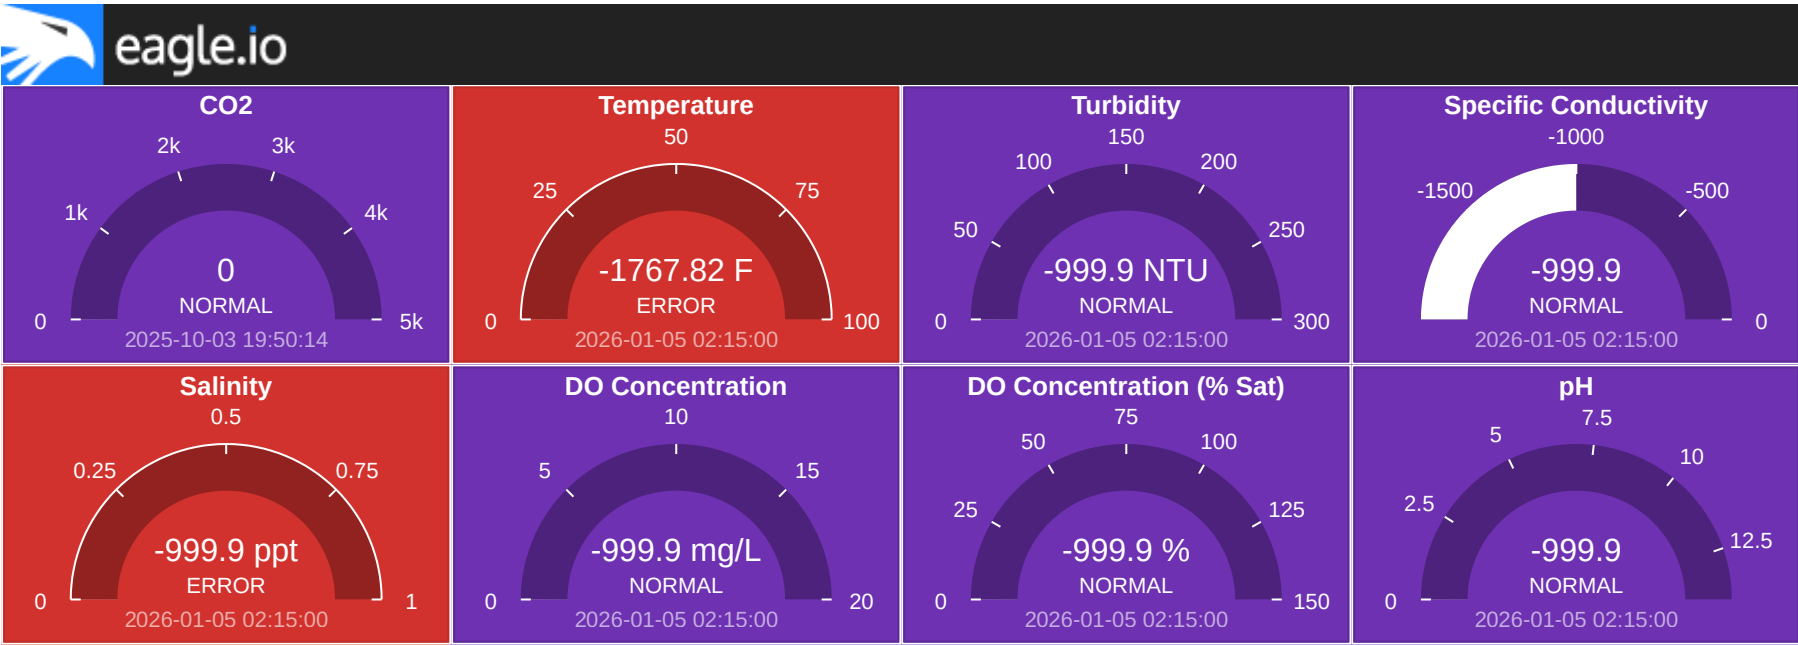 eagle.io
CO2
2k 3k
1k 4k
0
NORMAL
0 5k
2025-10-03 19:50:14
Temperature
50
25 75
-1767.82 F
ERROR
0 100
2026-01-05 02:15:00
Turbidity
150
100 200
50 250
-999.9 NTU
NORMAL
0 300
2026-01-05 02:15:00
Specific Conductivity
-1000
-1500 -500
-999.9
NORMAL
0
2026-01-05 02:15:00
Salinity
0.5
0.25 0.75
-999.9 ppt
ERROR
0 1
2026-01-05 02:15:00
DO Concentration
10
5 15
-999.9 mg/L
NORMAL
0 20
2026-01-05 02:15:00
DO Concentration (% Sat)
75
50 100
25 125
-999.9 %
NORMAL
0 150
2026-01-05 02:15:00
pH
7.5
5 10
2.5 12.5
-999.9
NORMAL
0
2026-01-05 02:15:00